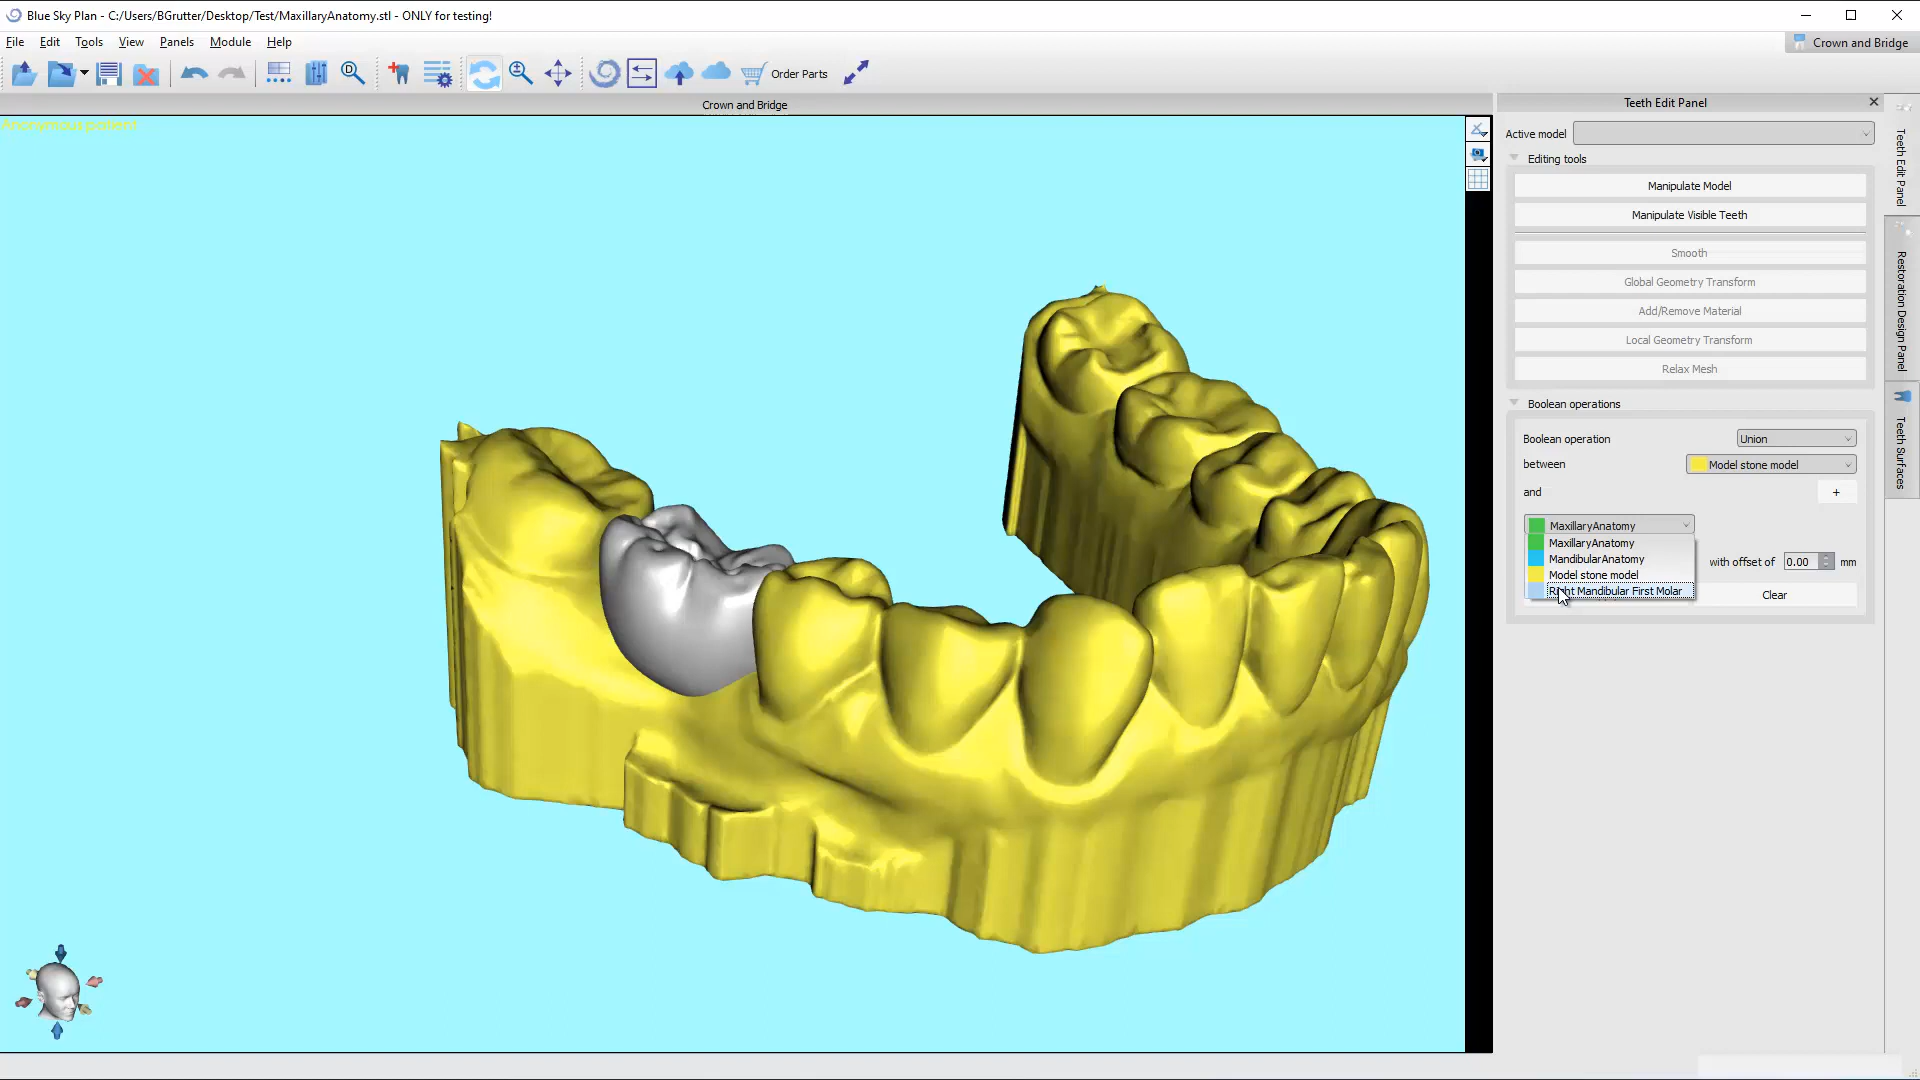 Blue Sky Plan - C:/Users/BGrutter/Desktop/Test/MaxillaryAnatomy.stl - ONLY for testing!
File Edit Tools View Panels Module Help
Crown and Bridge
Order Parts
Crown and Bridge
Teeth Edit Panel
Anonymous patient
Active model
Editing tools
Manipulate Model
Manipulate Visible Teeth
Smooth
Global Geometry Transform
Add/Remove Material
Local Geometry Transform
Relax Mesh
Boolean operations
Boolean operation Union
between Model stone model
and +
MaxillaryAnatomy
MaxillaryAnatomy
MandibularAnatomy
with offset of 0.00 mm
Model stone model
Right Mandibular First Molar
Clear
Teeth Edit Panel
Restoration Design Panel
Teeth Surfaces